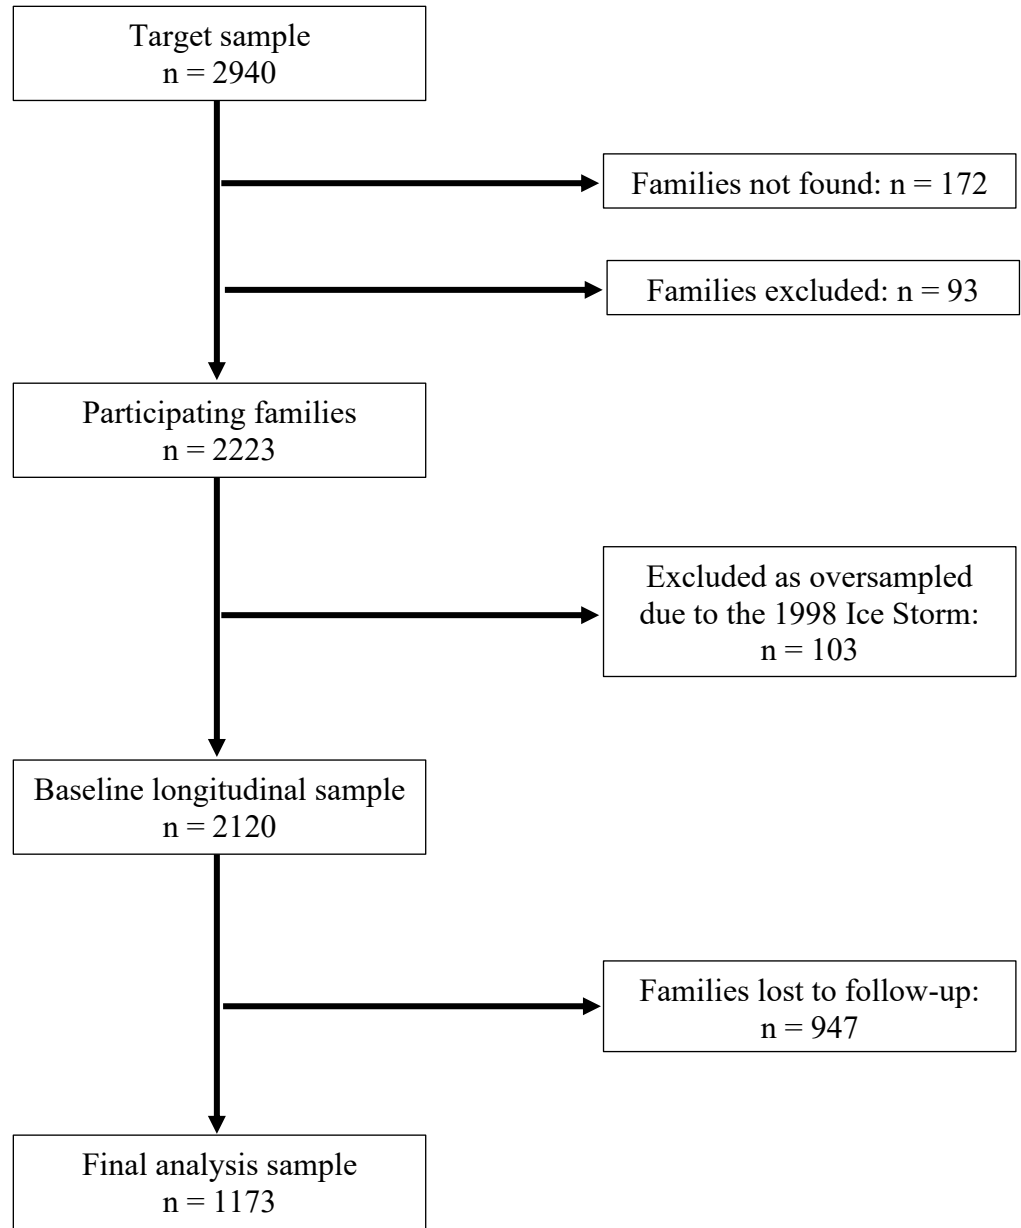 Target sample
n = 2940
Families not found: n = 172
Families excluded: n = 93
Participating families
n = 2223
Excluded as oversampled
due to the 1998 Ice Storm:
n = 103
Baseline longitudinal sample
n = 2120
Families lost to follow-up:
n = 947
Final analysis sample
n = 1173